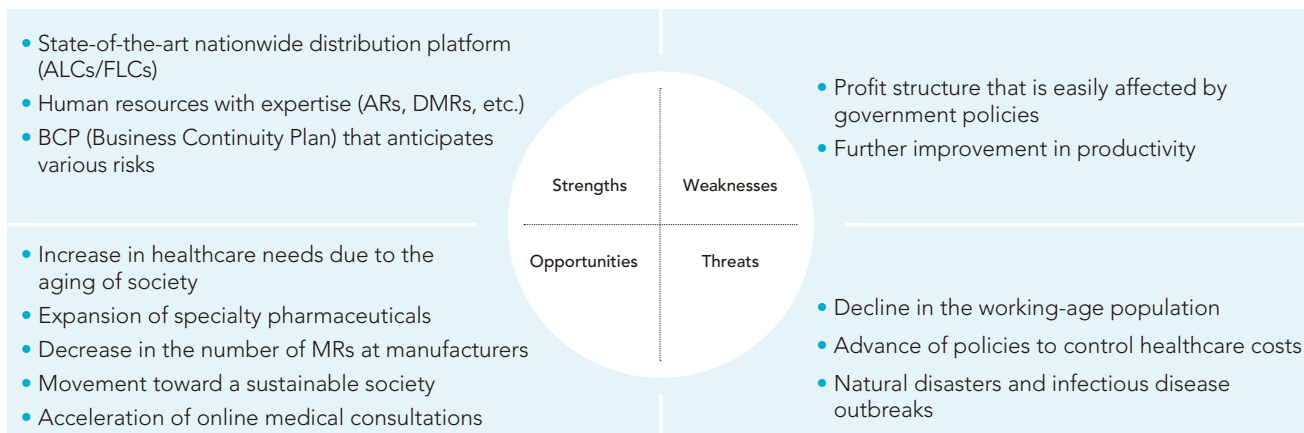 • State-of-the-art nationwide distribution platform
(ALCs/FLCs)
• Human resources with expertise (ARs, DMRs, etc.)
• BCP (Business Continuity Plan) that anticipates
various risks
• Profit structure that is easily affected by
government policies
• Further improvement in productivity
Strengths
Weaknesses
Opportunities
Threats
• Increase in healthcare needs due to the
aging of society
• Expansion of specialty pharmaceuticals
• Decrease in the number of MRs at manufacturers
• Movement toward a sustainable society
• Acceleration of online medical consultations
• Decline in the working-age population
• Advance of policies to control healthcare costs
• Natural disasters and infectious disease
outbreaks